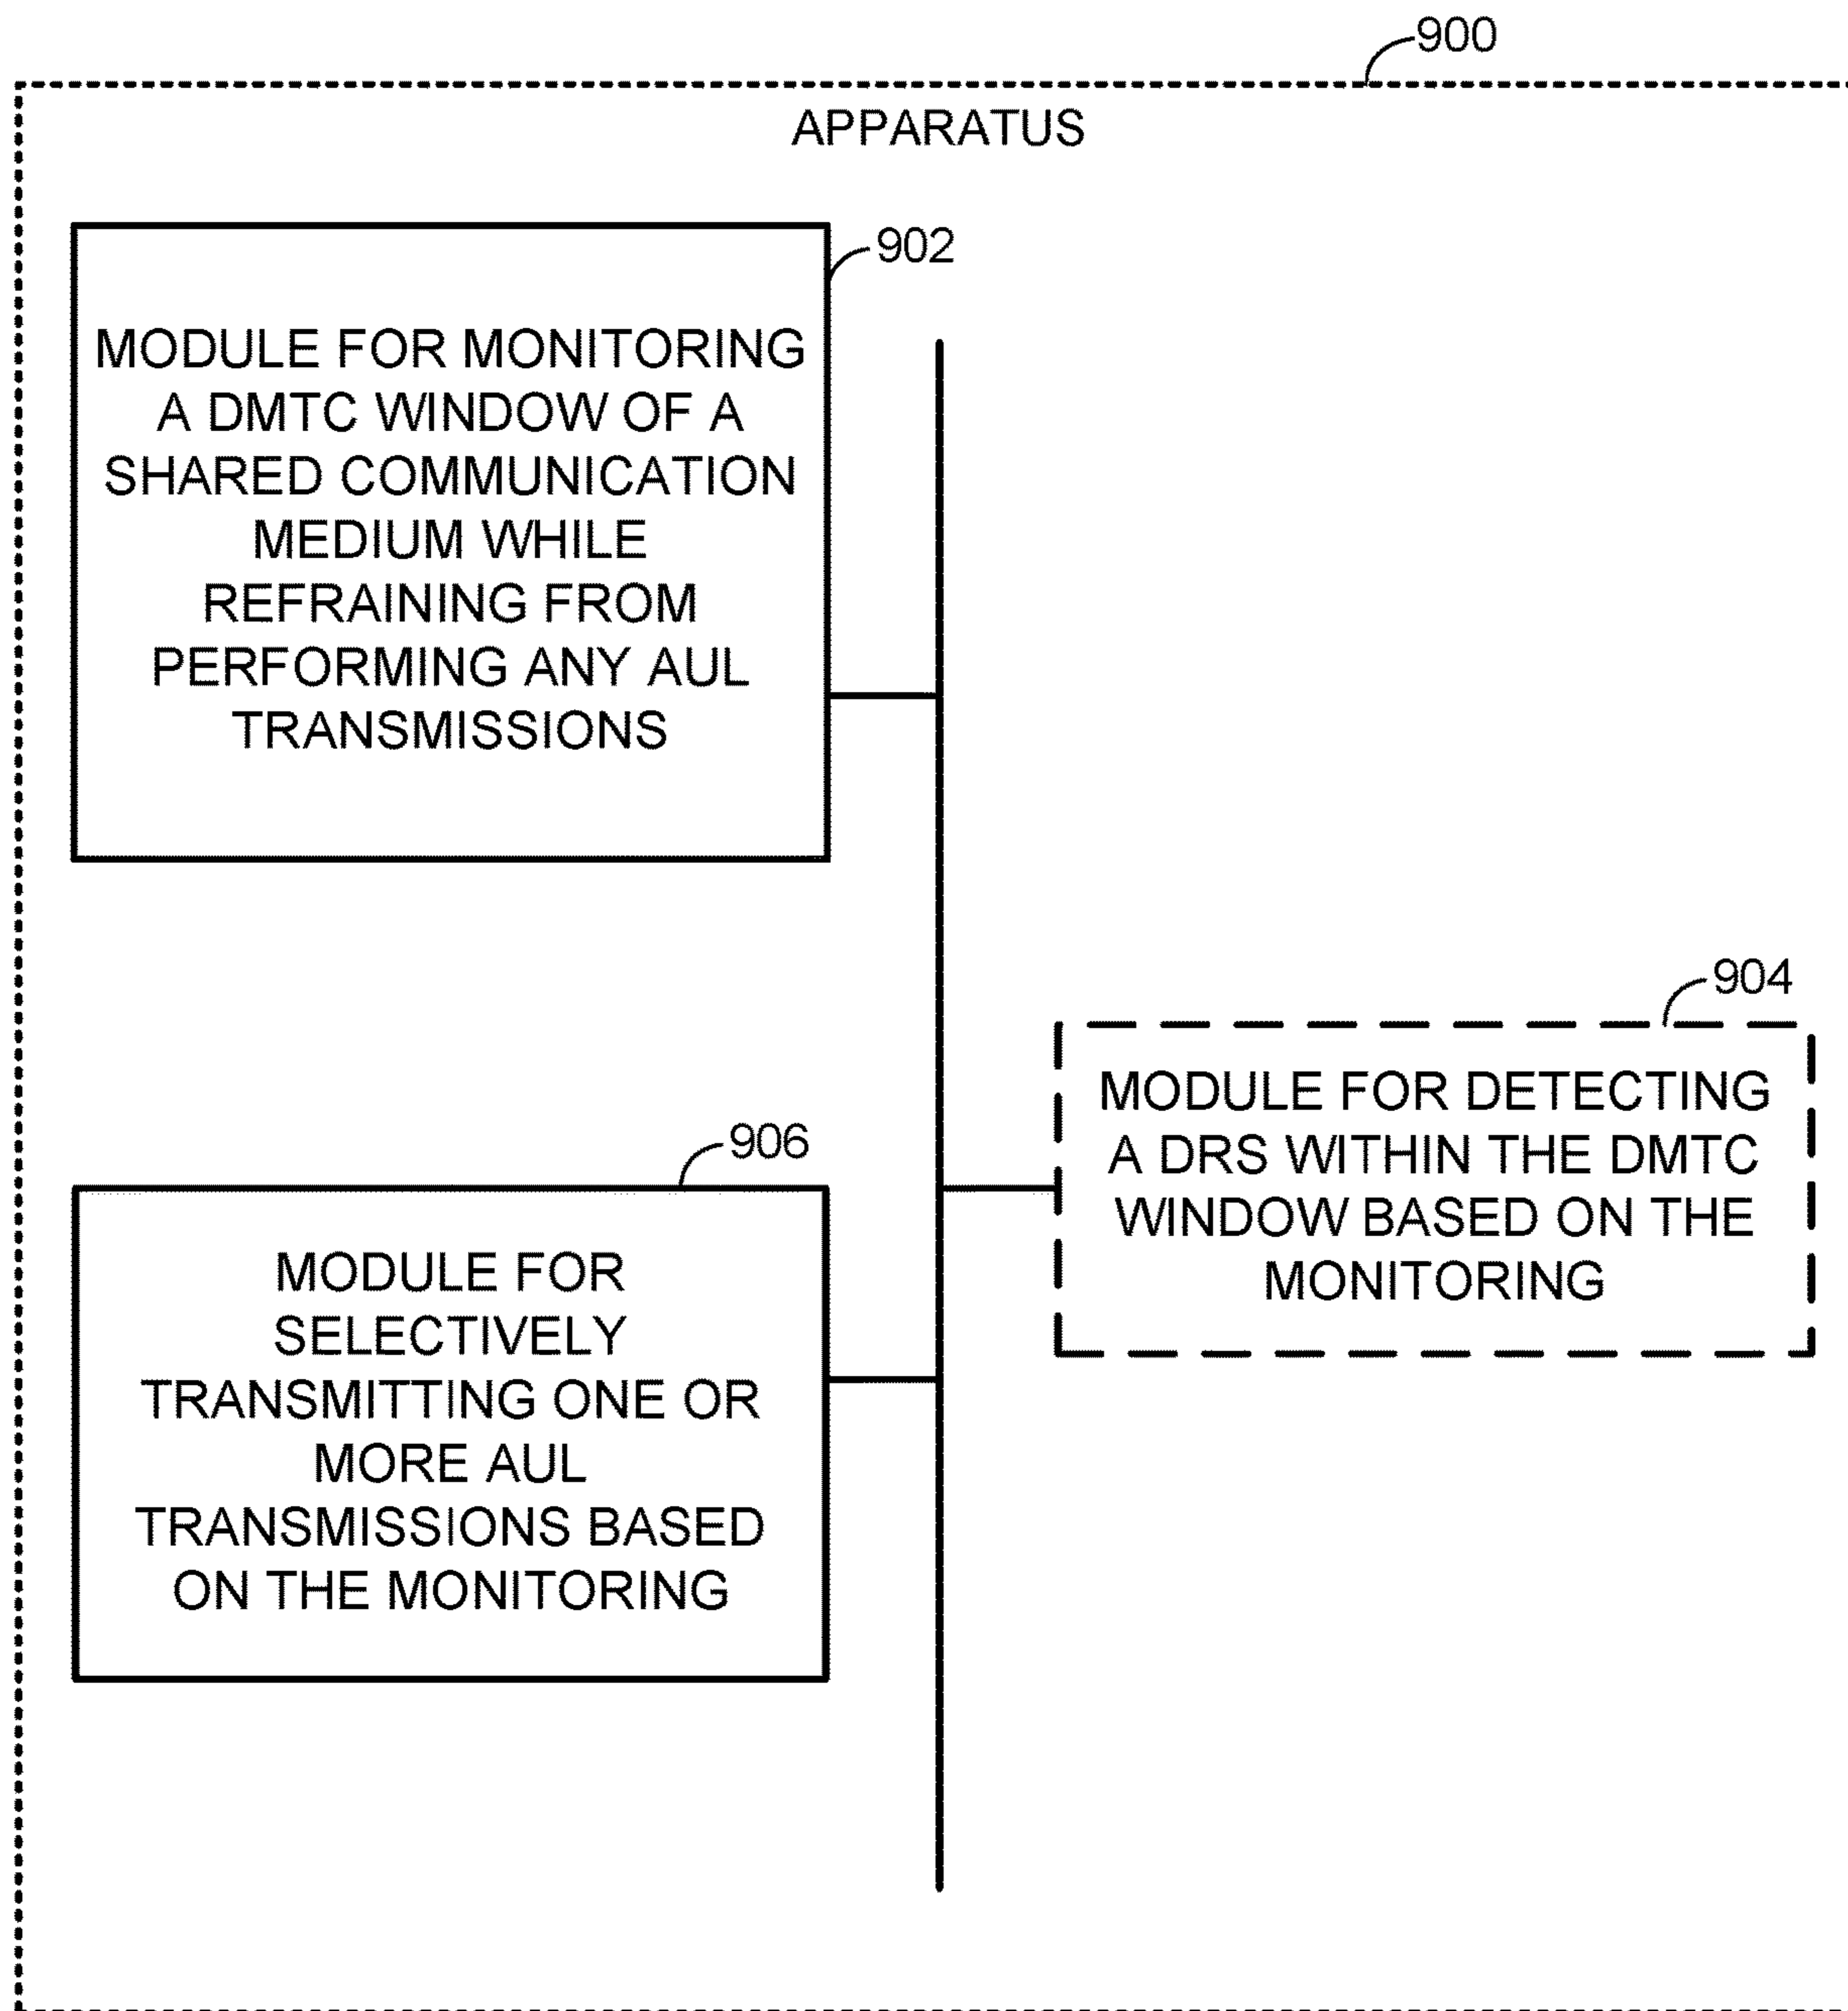 900
APPARATUS
902
MODULE FOR MONITORING
A DMTC WINDOW OF A
SHARED COMMUNICATION
MEDIUM WHILE
REFRAINING FROM
PERFORMING ANY AUL
TRANSMISSIONS
904
MODULE FOR DETECTING
A DRS WITHIN THE DMTC
WINDOW BASED ON THE
MONITORING
906
MODULE FOR
SELECTIVELY
TRANSMITTING ONE OR
MORE AUL
TRANSMISSIONS BASED
ON THE MONITORING